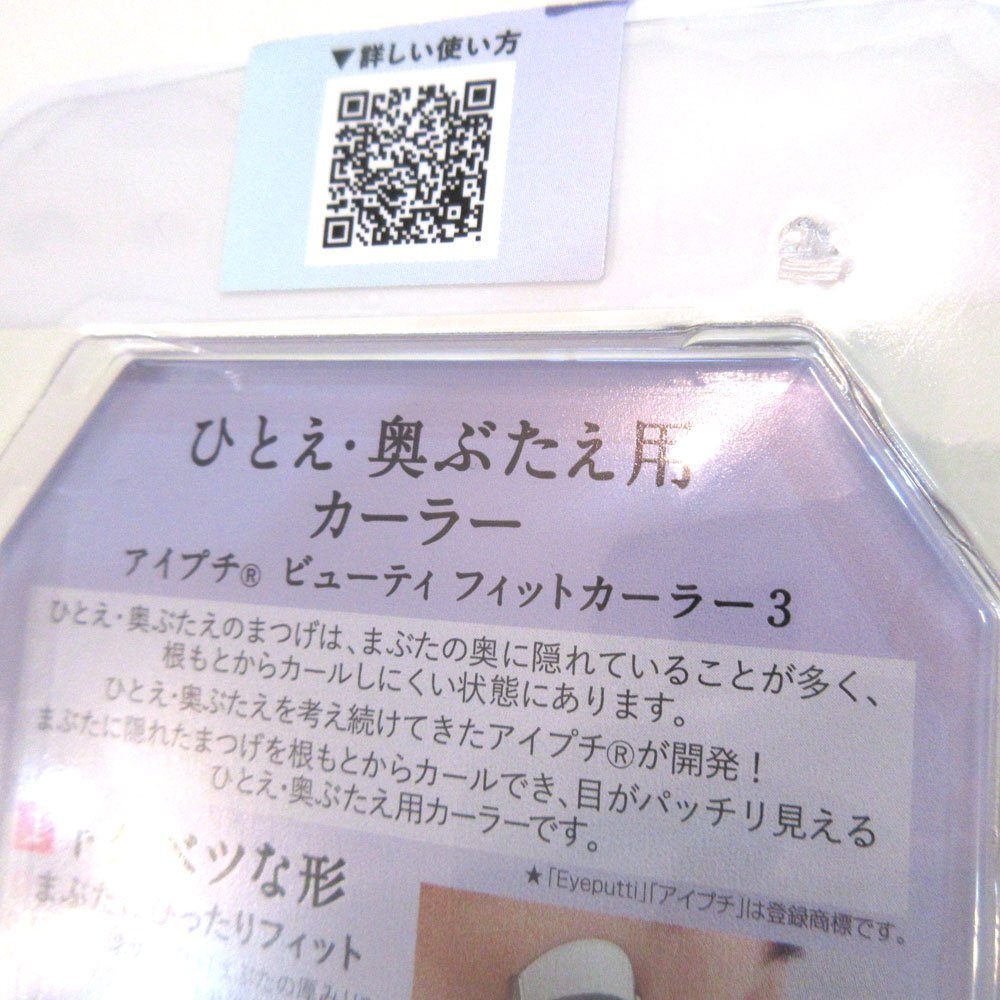 ▼詳しい使い方
ひとえ・奥ぶたえ用
カーラー
アイプチ® ビューティ フィットカーラー3
ひとえ・奥ぶたえのまつげは、まぶたの奥に隠れていることが多く、
根もとからカールしにくい状態にあります。
ひとえ・奥ぶたえを考え続けてきたアイプチ®が開発！
まぶたに隠れたまつげを根もとからカールでき、目がパッチリ見える
ひとえ・奥ぶたえ用カーラーです。
★「Eyeputti」「アイプチ」は登録商標です。
ベツな形
まぶた ぴったりフィット